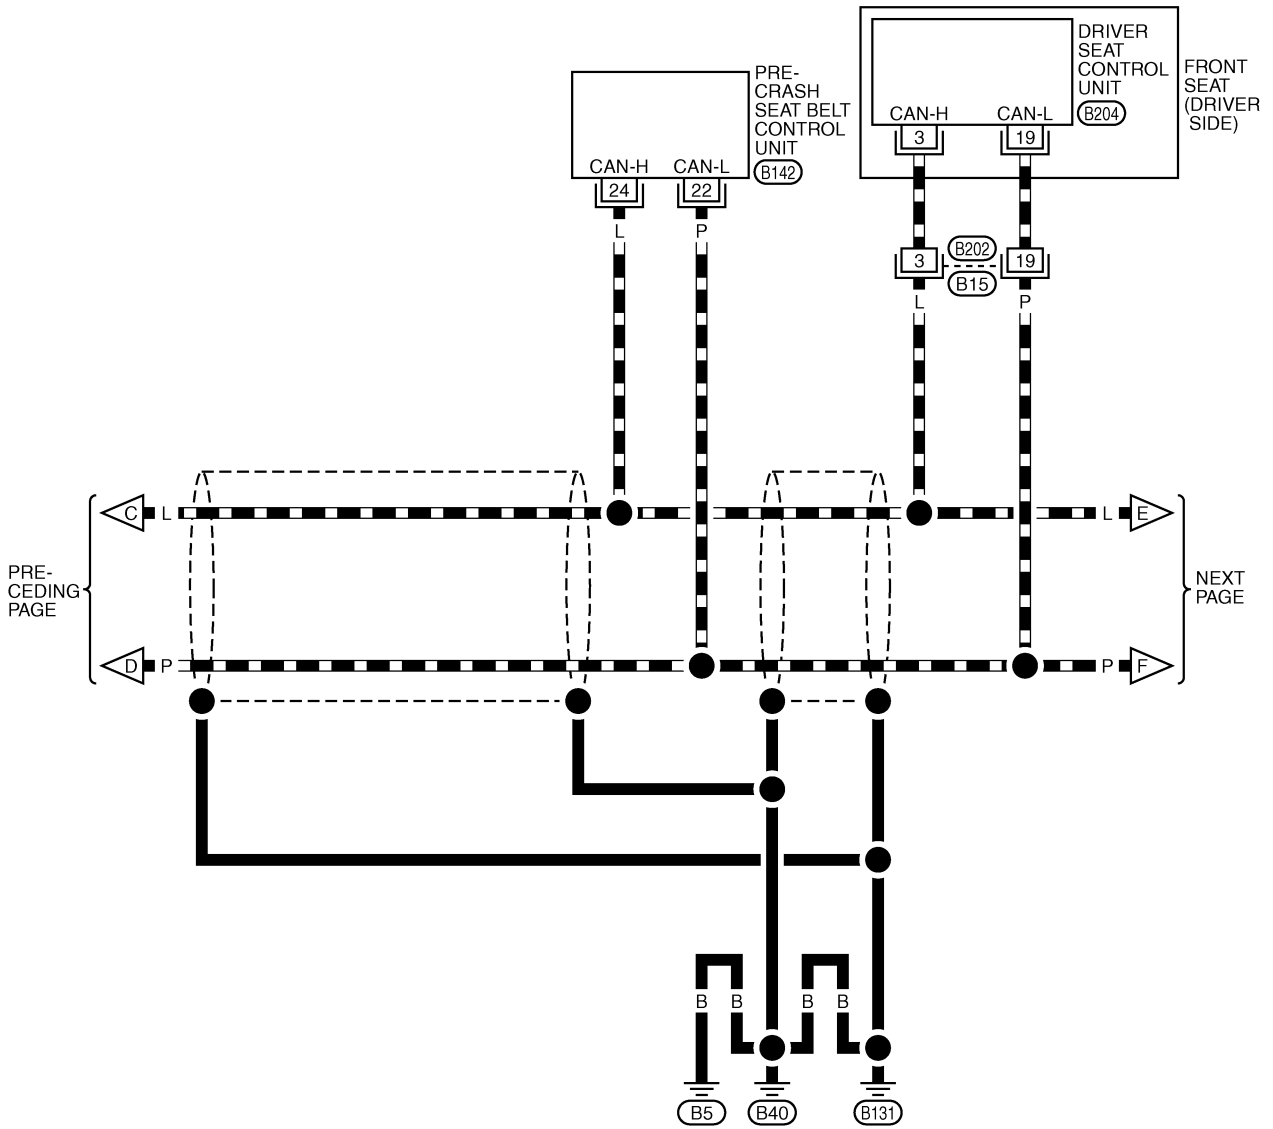 DRIVER
SEAT
CONTROL
UNIT
B204
FRONT
SEAT
(DRIVER
SIDE)
PRE-
CRASH
SEAT BELT
CONTROL
UNIT
B142
CAN-H
CAN-L
3
19
CAN-H
CAN-L
24
22
L
P
B202
3
19
B15
L
P
C
L
L
E
PRE-
CEDING
PAGE
NEXT
PAGE
D
P
P
F
B
B
B
B
B5
B40
B131